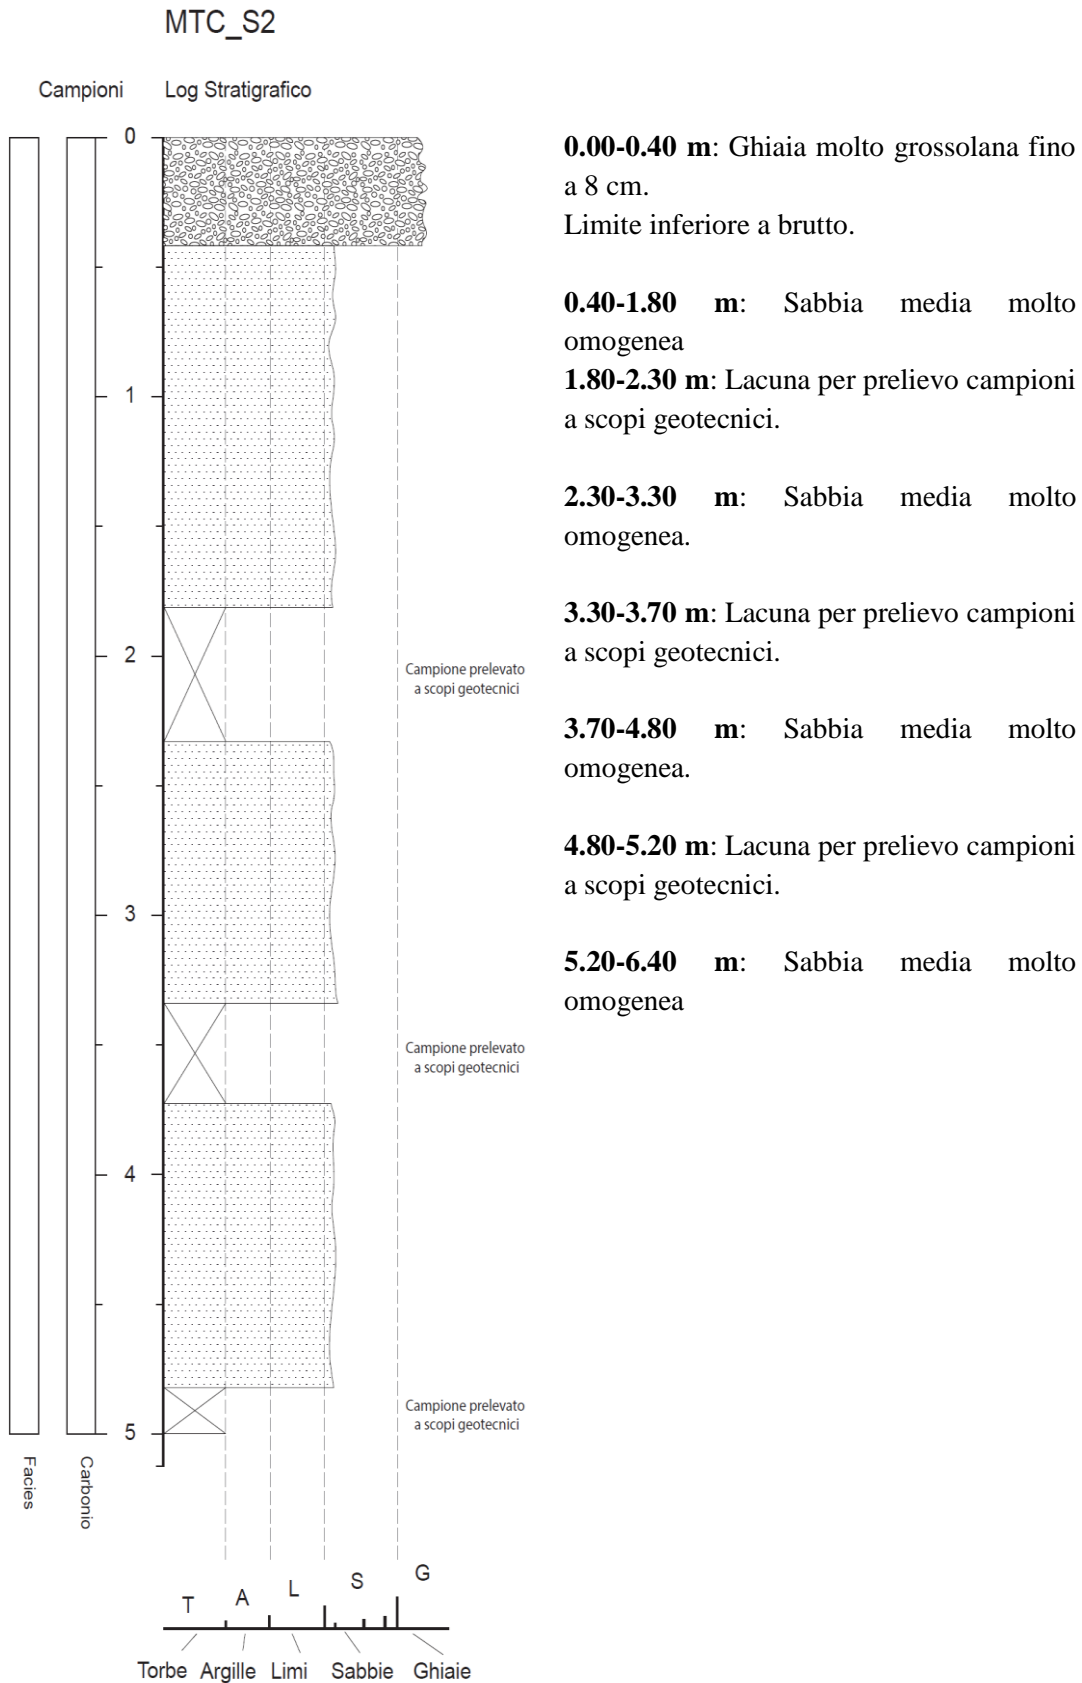 MTC_S2
Campioni Log Stratigrafico
0
1
2
3
4
5
Campione prelevato
a scopi geotecnici
Campione prelevato
a scopi geotecnici
Campione prelevato
a scopi geotecnici
Facies
Carbonio
T A L S G
Torbe Argille Limi Sabbie Ghiaie
0.00-0.40 m: Ghiaia molto grossolana fino
a 8 cm.
Limite inferiore a brutto.
0.40-1.80 m: Sabbia media molto
omogenea
1.80-2.30 m: Lacuna per prelievo campioni
a scopi geotecnici.
2.30-3.30 m: Sabbia media molto
omogenea.
3.30-3.70 m: Lacuna per prelievo campioni
a scopi geotecnici.
3.70-4.80 m: Sabbia media molto
omogenea.
4.80-5.20 m: Lacuna per prelievo campioni
a scopi geotecnici.
5.20-6.40 m: Sabbia media molto
omogenea